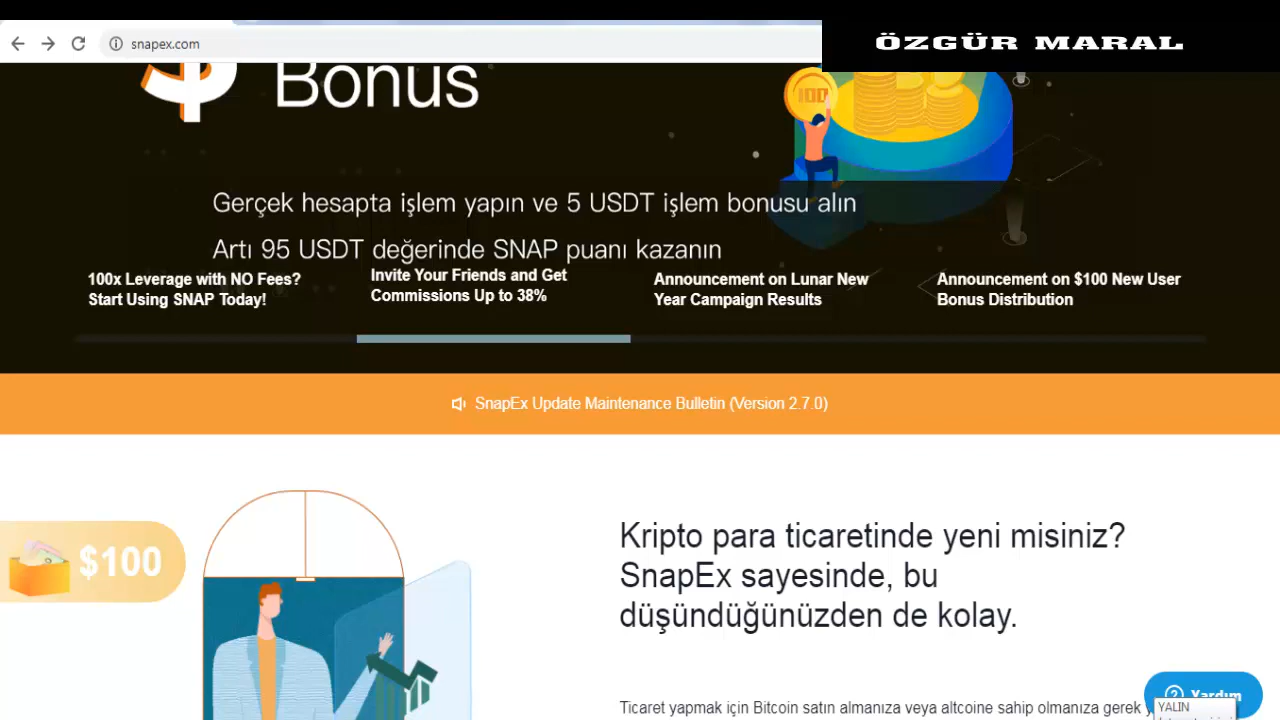 snapex.com
ÖZGÜR MARAL
Bonus
100
Gerçek hesapta işlem yapın ve 5 USDT işlem bonusu alın
Artı 95 USDT değerinde SNAP puanı kazanın
100x Leverage with NO Fees?
Start Using SNAP Today!
Invite Your Friends and Get
Commissions Up to 38%
Announcement on Lunar New
Year Campaign Results
Announcement on $100 New User
Bonus Distribution
SnapEx Update Maintenance Bulletin (Version 2.7.0)
$100
Kripto para ticaretinde yeni misiniz?
SnapEx sayesinde, bu
düşündüğünüzden de kolay.
Ticaret yapmak için Bitcoin satın almanıza veya altcoine sahip olmanıza gerek
Yardım
YALIN